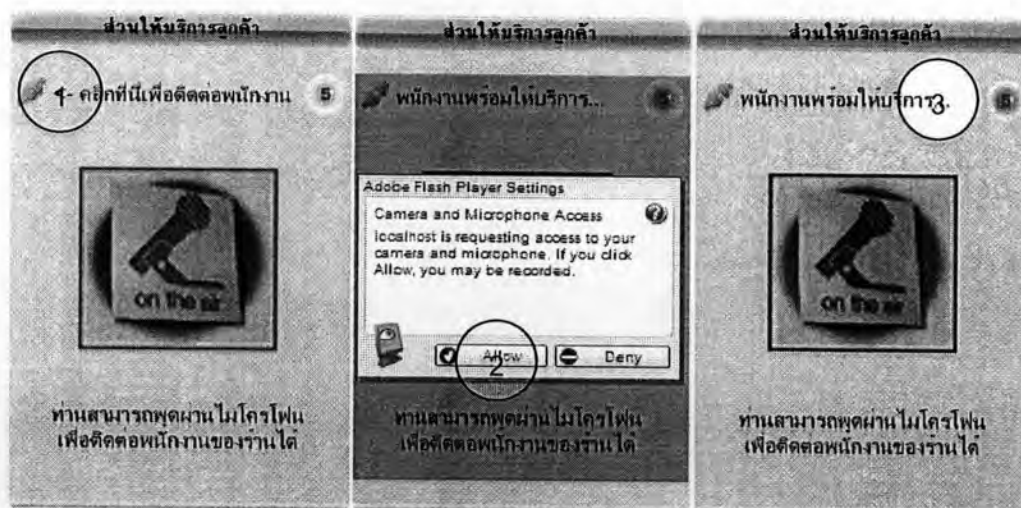 ส่วนให้บริการลูกค้า
1- คลิกที่นี่เพื่อติดต่อพนักงาน 5
on the air
ท่านสามารถพูดผ่านไมโครโฟน
เพื่อติดต่อพนักงานของร้านได้
ส่วนให้บริการลูกค้า
พนักงานพร้อมให้บริการ... 5
Adobe Flash Player Settings
Camera and Microphone Access
localhost is requesting access to your
camera and microphone. If you click
Allow, you may be recorded.
Allow Deny
2
ท่านสามารถพูดผ่านไมโครโฟน
เพื่อติดต่อพนักงานของร้านได้
ส่วนให้บริการลูกค้า
พนักงานพร้อมให้บริการ3. 5
on the air
ท่านสามารถพูดผ่านไมโครโฟน
เพื่อติดต่อพนักงานของร้านได้